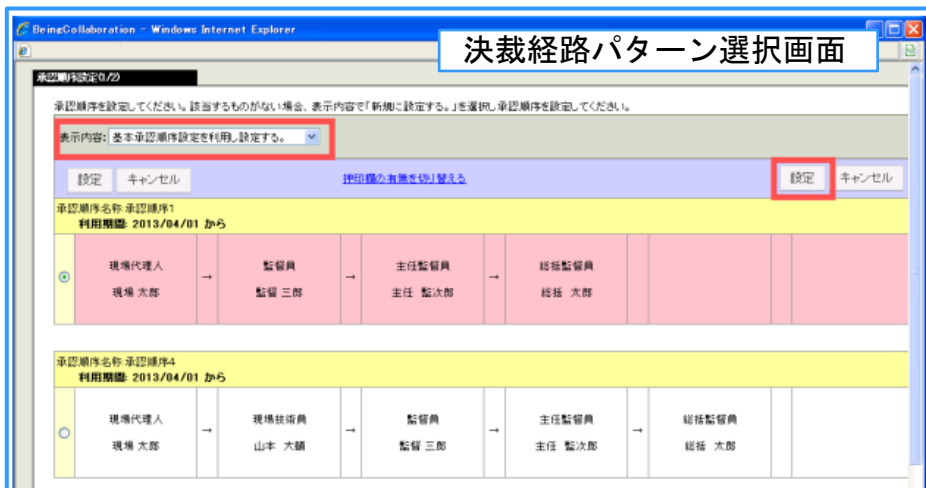 BeingCollaboration - Windows Internet Explorer
決裁経路パターン選択画面
承認順序設定(1/2)
承認順序を設定してください。該当するものがない場合、表示内容で「新規に設定する。」を選択し承認順序を設定してください。
表示内容: 基本承認順序設定を利用し設定する。
設定 キャンセル 押印欄の有無を切り替える 設定 キャンセル
承認順序名称:承認順序1
利用期間: 2013/04/01 から
現場代理人 → 監督員 → 主任監督員 → 総括監督員
現場 太郎 監督 三郎 主任 監次郎 総括 太郎
承認順序名称:承認順序4
利用期間: 2013/04/01 から
現場代理人 → 現場技術員 → 監督員 → 主任監督員 → 総括監督員
現場 太郎 山本 大輔 監督 三郎 主任 監次郎 総括 太郎